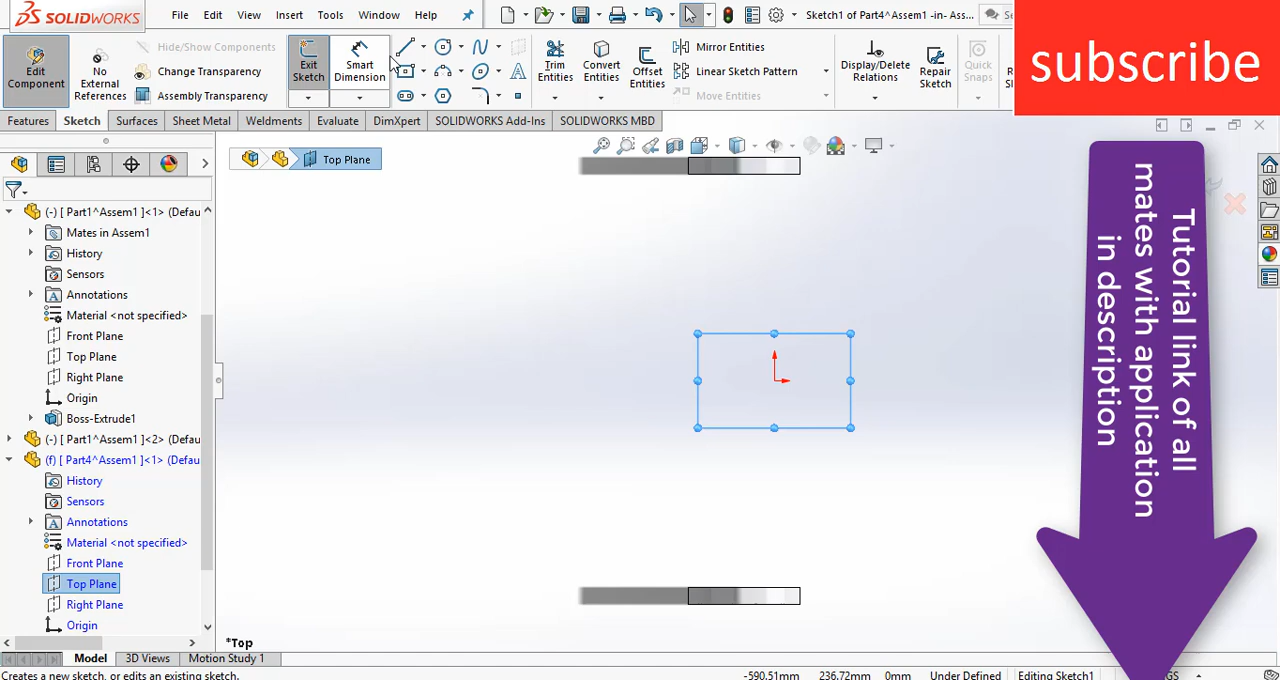 SOLIDWORKS
File
Edit
View
Insert
Tools
Window
Help
Sketch1 of Part4^Assem1 -in- Ass...
subscribe
Edit
Component
No
External
References
Hide/Show Components
Change Transparency
Assembly Transparency
Exit
Sketch
Smart
Dimension
Trim
Entities
Convert
Entities
Offset
Entities
Mirror Entities
Linear Sketch Pattern
Move Entities
Display/Delete
Relations
Repair
Sketch
Quick
Snaps
Features
Sketch
Surfaces
Sheet Metal
Weldments
Evaluate
DimXpert
SOLIDWORKS Add-Ins
SOLIDWORKS MBD
Top Plane
(-) [ Part1^Assem1 ]<1> (Defau
Mates in Assem1
History
Sensors
Annotations
Material <not specified>
Front Plane
Top Plane
Right Plane
Origin
Boss-Extrude1
(-) [ Part1^Assem1 ]<2> (Defau
(f) [ Part4^Assem1 ]<1> (Defau
History
Sensors
Annotations
Material <not specified>
Front Plane
Top Plane
Right Plane
Origin
Tutorial link of all
mates with application
in description
*Top
Model
3D Views
Motion Study 1
Creates a new sketch, or edits an existing sketch.
-590.51mm
236.72mm
0mm
Under Defined
Editing Sketch1